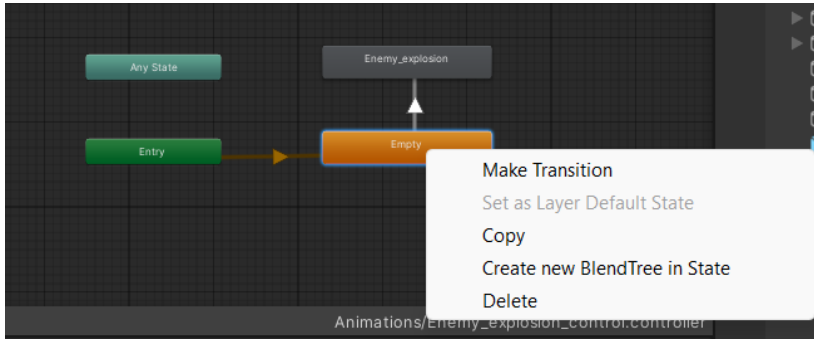 Any State
Enemy_explosion
Entry
Empty
Make Transition
Set as Layer Default State
Copy
Create new BlendTree in State
Delete
Animations/Enemy_explosion_control.controller